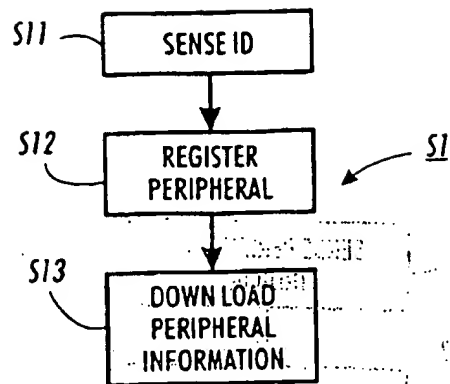 S11
SENSE ID
S12
REGISTER
PERIPHERAL
S1
S13
DOWN LOAD
PERIPHERAL
INFORMATION